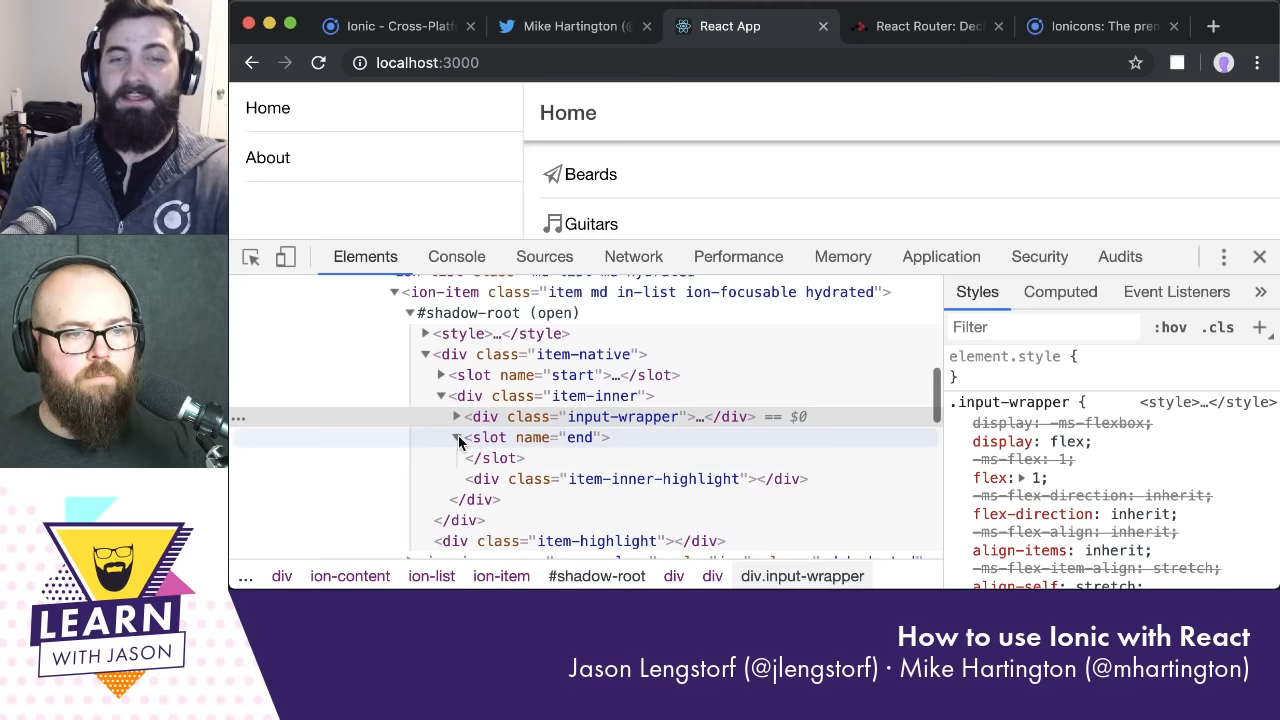 Ionic - Cross-Platf
Mike Hartington (@
React App
React Router: Dec
Ionicons: The prem
localhost:3000
Home
About
Home
Beards
Guitars
Elements
Console
Sources
Network
Performance
Memory
Application
Security
Audits
<ion-item class="item md in-list ion-focusable hydrated">
#shadow-root (open)
<style>…</style>
<div class="item-native">
<slot name="start">…</slot>
<div class="item-inner">
<div class="input-wrapper">…</div> == $0
<slot name="end">
</slot>
<div class="item-inner-highlight"></div>
</div>
</div>
<div class="item-highlight"></div>
... div ion-content ion-list ion-item #shadow-root div div div.input-wrapper
Styles
Computed
Event Listeners
Filter
:hov .cls
element.style {
}
.input-wrapper { <style>…</style>
display: -ms-flexbox;
display: flex;
-ms-flex: 1;
flex: 1;
-ms-flex-direction: inherit;
flex-direction: inherit;
-ms-flex-align: inherit;
align-items: inherit;
-ms-flex-item-align: stretch;
align-self: stretch;
LEARN
WITH JASON
How to use Ionic with React
Jason Lengstorf (@jlengstorf) · Mike Hartington (@mhartington)